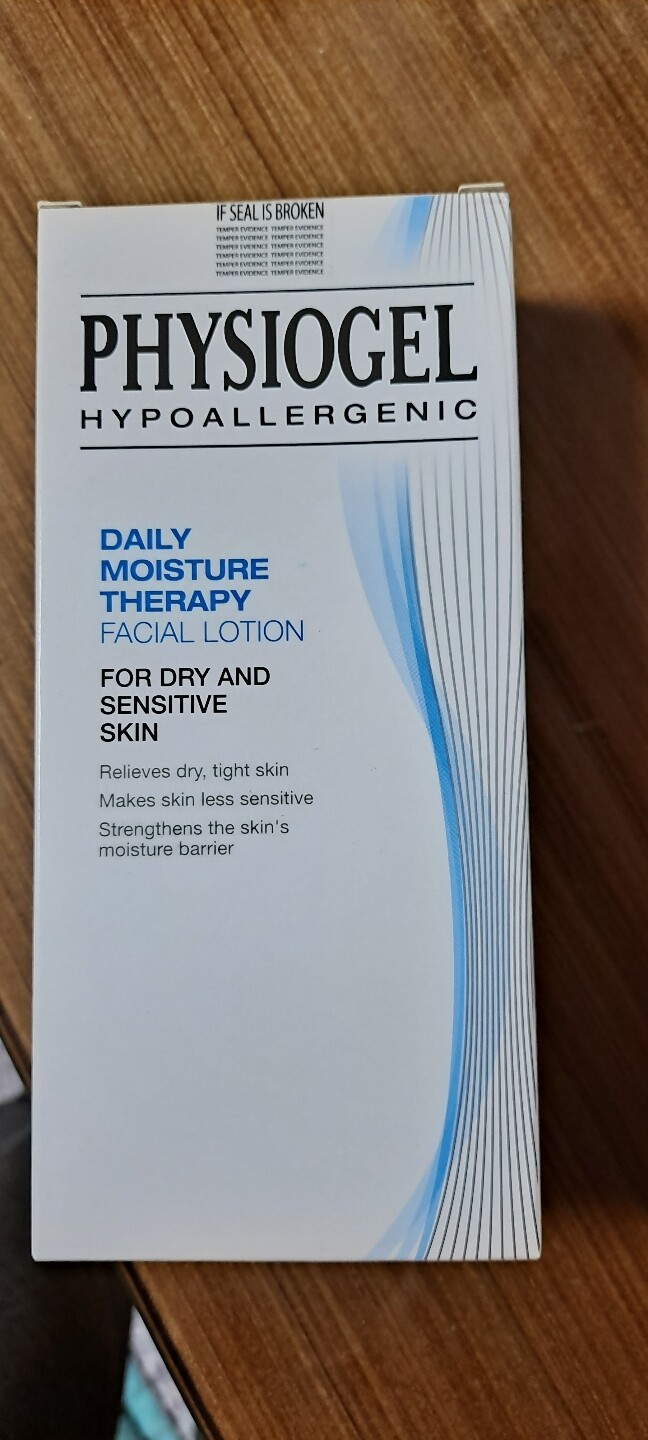 IF SEAL IS BROKEN
TEMPER EVIDENCE TEMPER EVIDENCE
TEMPER EVIDENCE TEMPER EVIDENCE
TEMPER EVIDENCE TEMPER EVIDENCE
TEMPER EVIDENCE TEMPER EVIDENCE
TEMPER EVIDENCE TEMPER EVIDENCE
TEMPER EVIDENCE TEMPER EVIDENCE
PHYSIOGEL
HYPOALLERGENIC
DAILY
MOISTURE
THERAPY
FACIAL LOTION
FOR DRY AND
SENSITIVE
SKIN
Relieves dry, tight skin
Makes skin less sensitive
Strengthens the skin's
moisture barrier